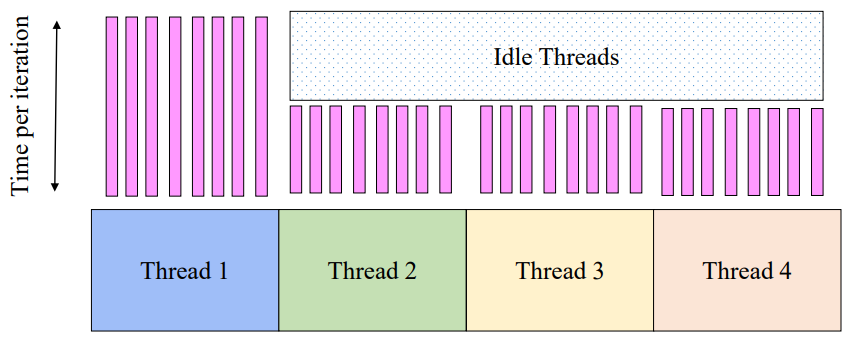 Time per iteration
Idle Threads
Thread 1
Thread 2
Thread 3
Thread 4